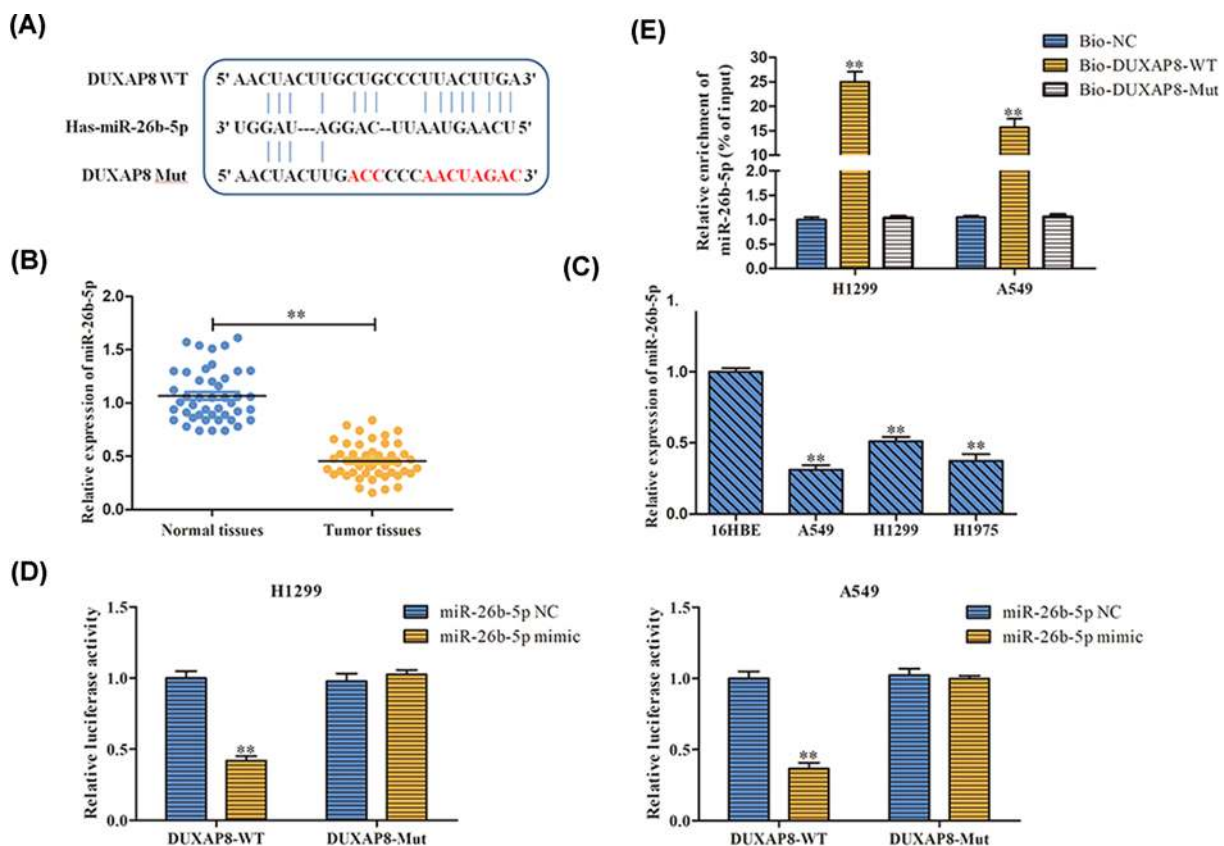 (A)
DUXAP8 WT 5' AACUACUUGCUGCCCUUACUUGA3'
Has-miR-26b-5p 3' UGGAU---AGGAC--UUAAUGAACU 5'
DUXAP8 Mut 5' AACUACUUGACCCCCAACUAGAC 3'
(B)
Relative expression of miR-26b-5p
2.0
1.5
1.0
0.5
0.0
**
Normal tissues Tumor tissues
(E)
Bio-NC
Bio-DUXAP8-WT
Bio-DUXAP8-Mut
Relative enrichment of
miR-26b-5p (% of input)
30
25
20
15
10
2.0
1.5
1.0
0.5
0.0
** **
H1299 A549
(C)
Relative expression of miR-26b-5p
1.
1.0
0.5
0.0
** ** **
16HBE A549 H1299 H1975
(D)
H1299
miR-26b-5p NC
miR-26b-5p mimic
Relative luciferase activity
1.5
1.0
0.5
0.0
**
DUXAP8-WT DUXAP8-Mut
A549
miR-26b-5p NC
miR-26b-5p mimic
Relative luciferase activity
1.5
1.0
0.5
0.0
**
DUXAP8-WT DUXAP8-Mut